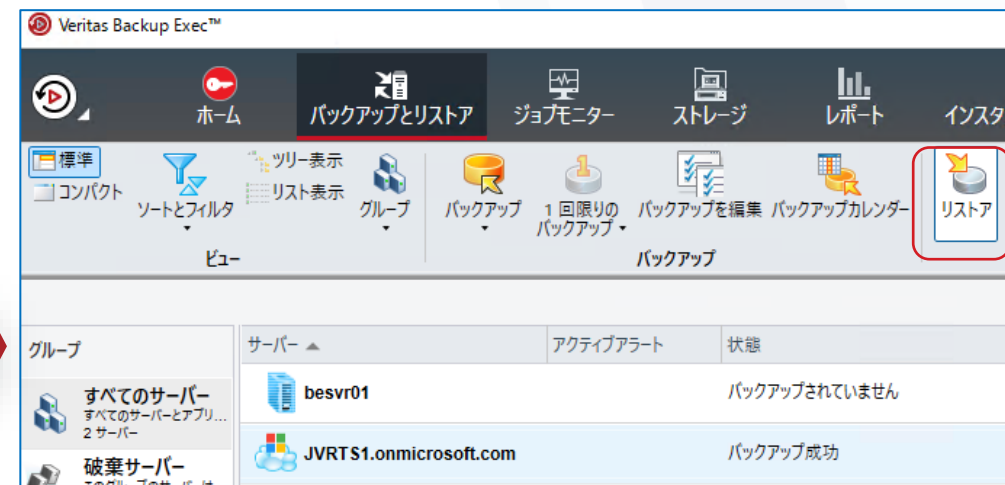 Veritas Backup Exec™
ホーム
バックアップとリストア
ジョブモニター
ストレージ
レポート
インスタ
標準
コンパクト
ソートとフィルタ
ツリー表示
リスト表示
グループ
バックアップ
1 回限りの
バックアップ
バックアップを編集
バックアップカレンダー
リストア
ビュー
バックアップ
グループ
サーバー
アクティブアラート
状態
すべてのサーバー
すべてのサーバーとアプリ...
2 サーバー
besvr01
バックアップされていません
JVRTS1.onmicrosoft.com
バックアップ成功
破棄サーバー